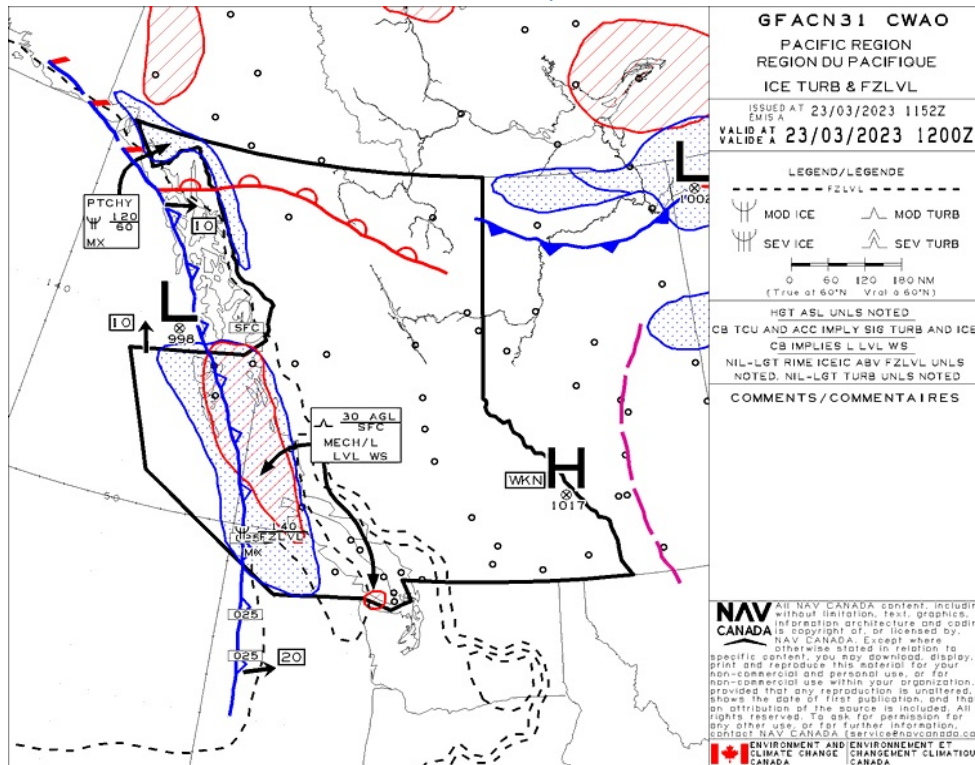 GFACN31 CWAO
PACIFIC REGION
REGION DU PACIFIQUE
ICE TURB & FZLVL
ISSUED AT
EMIS A
23/03/2023 1152Z
VALID AT
VALIDE A
23/03/2023 1200Z
LEGEND/LÉGENDE
FZLVL
MOD ICE
MOD TURB
SEV ICE
SEV TURB
0 60 120 180 NM
(True at 60°N Vrai à 60°N)
HGT ASL UNLS NOTED
CB TCU AND ACC IMPLY SIG TURB AND ICE
CB IMPLIES L LVL WS
NIL-LGT RIME ICEIC ABV FZLVL UNLS
NOTED. NIL-LGT TURB UNLS NOTED
COMMENTS/COMMENTAIRES
PTCHY
120
60
MX
10
140
L
998
10
SFC
30 AGL
SFC
MECH/L
LVL WS
L
1002
WKN
H
1017
50
025
140
FZLVL
MX
025
025
20
NAV
CANADA
All NAV CANADA content, includin
without limitation, text, graphics,
information architecture and codin
is copyright of, or licensed by,
NAV CANADA. Except where
otherwise stated in relation to
specific content, you may download, display,
print and reproduce this material for your
non-commercial and personal use, or for
non-commercial use within your organization,
provided that any reproduction is unaltered,
shows the date of first publication, and tha
an attribution of the source is included. All
rights reserved. To ask for permission for
any other use, or for further information,
contact NAV CANADA (service@navcanada.ca
ENVIRONMENT AND
CLIMATE CHANGE
CANADA
ENVIRONNEMENT ET
CHANGEMENT CLIMATIQU
CANADA